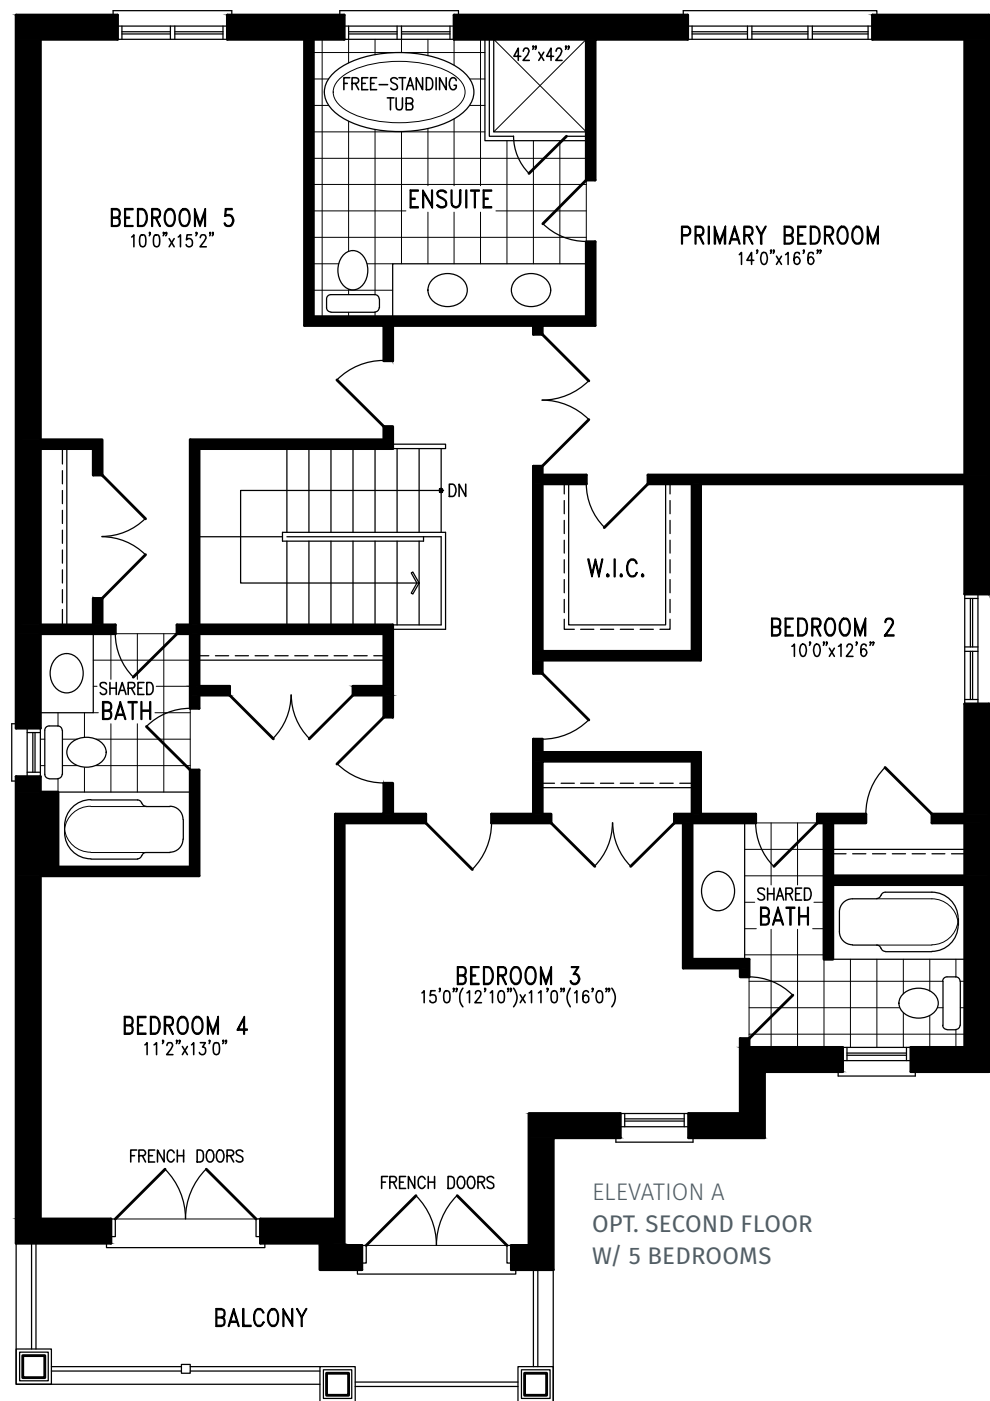 42"x42"
FREE-STANDING
TUB
ENSUITE
BEDROOM 5
10'0"x15'2"
PRIMARY BEDROOM
14'0"x16'6"
DN
W.I.C.
BEDROOM 2
10'0"x12'6"
SHARED
BATH
SHARED
BATH
BEDROOM 3
15'0"(12'10")x11'0"(16'0")
BEDROOM 4
11'2"x13'0"
FRENCH DOORS
FRENCH DOORS
ELEVATION A
OPT. SECOND FLOOR
W/ 5 BEDROOMS
BALCONY